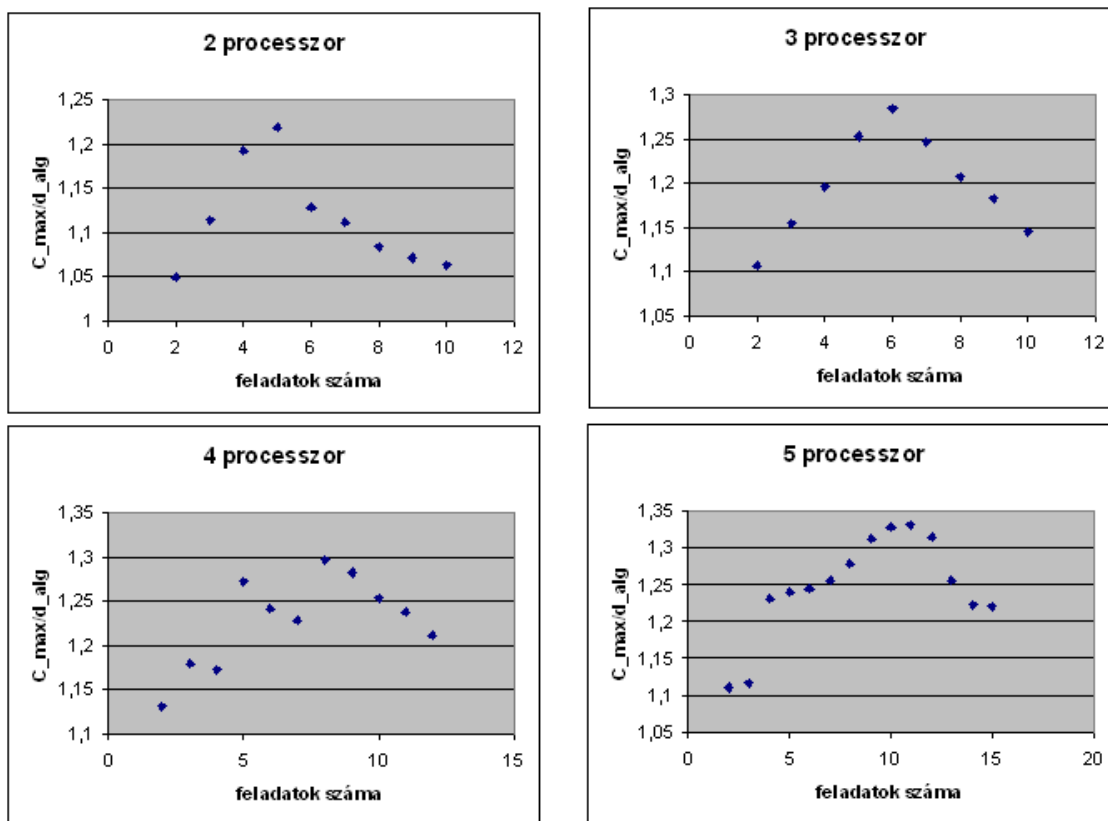 2 processzor
C_max/d_alg
1,25
1,2
1,15
1,1
1,05
1
0 2 4 6 8 10 12
feladatok száma
3 processzor
C_max/d_alg
1,3
1,25
1,2
1,15
1,1
1,05
0 2 4 6 8 10 12
feladatok száma
4 processzor
C_max/d_alg
1,35
1,3
1,25
1,2
1,15
1,1
0 5 10 15
feladatok száma
5 processzor
C_max/d_alg
1,35
1,3
1,25
1,2
1,15
1,1
1,05
0 5 10 15 20
feladatok száma